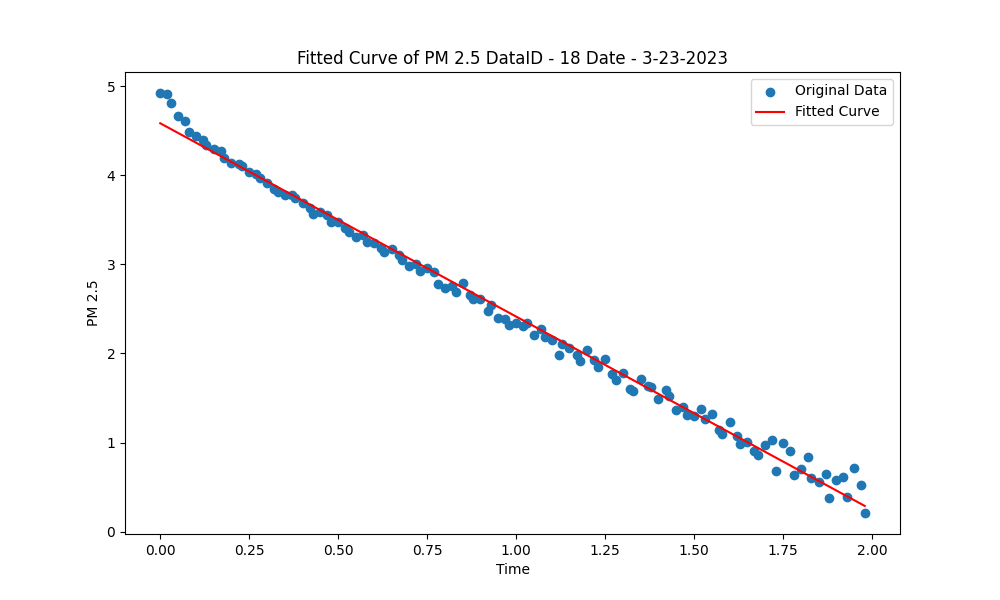 Fitted Curve of PM 2.5 DataID - 18 Date - 3-23-2023
Original Data
Fitted Curve
5
4
3
2
1
0
PM 2.5
0.00 0.25 0.50 0.75 1.00 1.25 1.50 1.75 2.00
Time